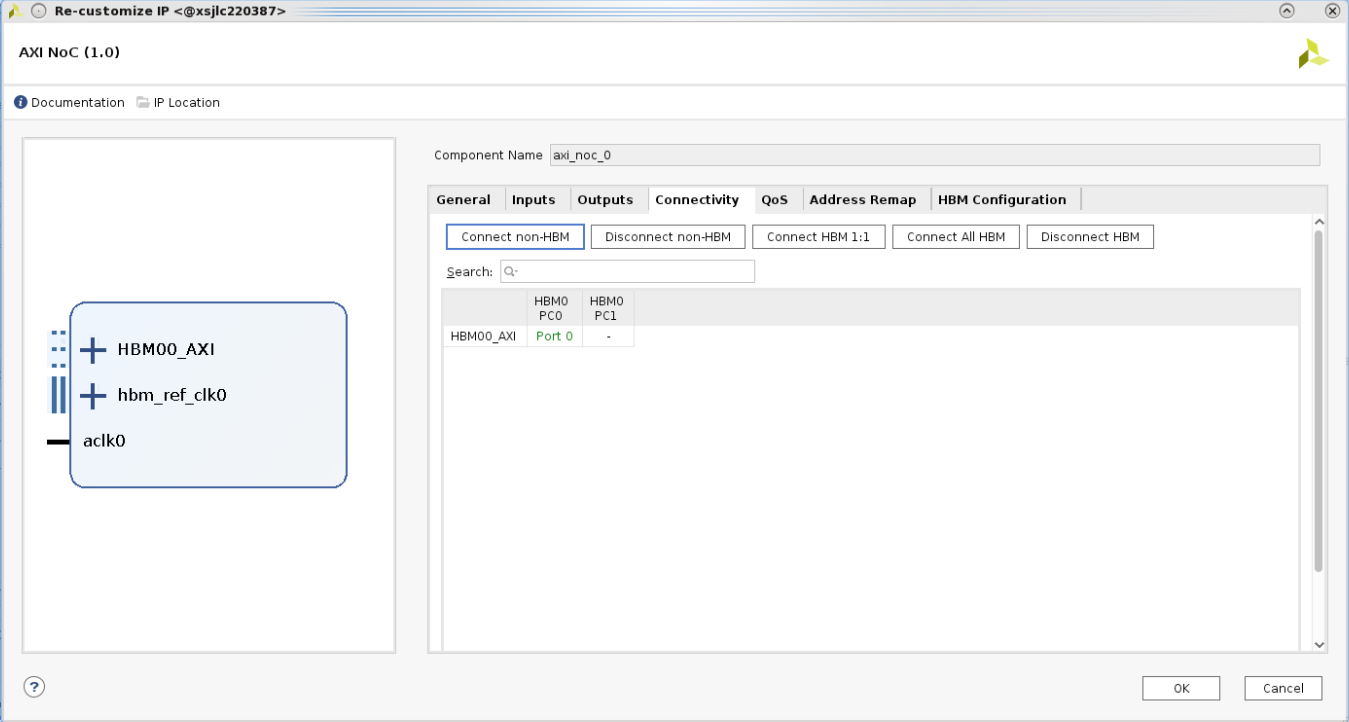 Re-customize IP <@xsjlc220387>
AXI NoC (1.0)
Documentation IP Location
HBM00_AXI
hbm_ref_clk0
aclk0
Component Name axi_noc_0
General Inputs Outputs Connectivity QoS Address Remap HBM Configuration
Connect non-HBM Disconnect non-HBM Connect HBM 1:1 Connect All HBM Disconnect HBM
Search:
HBM0 HBM0
PC0 PC1
HBM00_AXI Port 0 -
OK Cancel